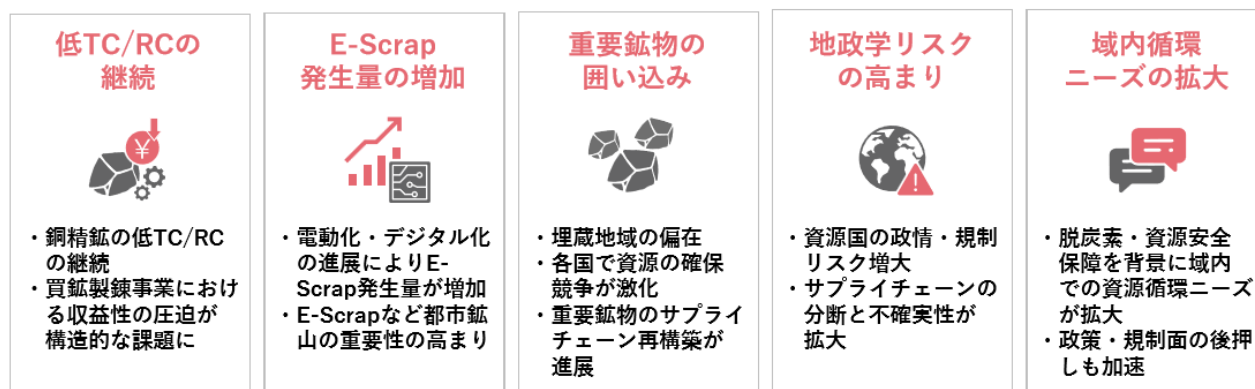 低TC/RCの
継続
・銅精鉱の低TC/RC
の継続
・買鉱製錬事業におけ
る収益性の圧迫が
構造的な課題に
E-Scrap
発生量の増加
・電動化・デジタル化
の進展によりE-
Scrap発生量が増加
・E-Scrapなど都市鉱
山の重要性の高まり
重要鉱物の
囲い込み
・埋蔵地域の偏在
・各国で資源の確保
競争が激化
・重要鉱物のサプライ
チェーン再構築が
進展
地政学リスク
の高まり
・資源国の政情・規制
リスク増大
・サプライチェーンの
分断と不確実性が
拡大
域内循環
ニーズの拡大
・脱炭素・資源安全
保障を背景に域内
での資源循環ニーズ
が拡大
・政策・規制面の後押
しも加速